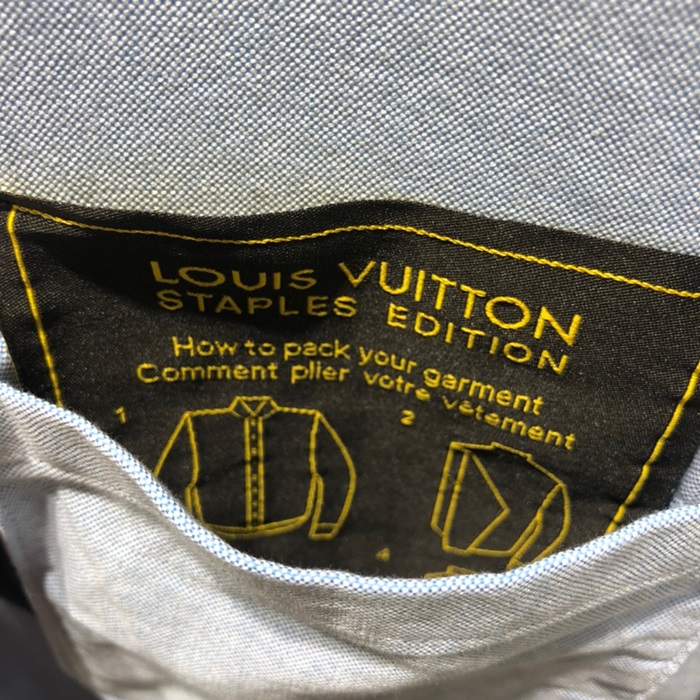 LOUIS VUITTON
STAPLES EDITION
How to pack your garment
Comment plier votre vêtement
1
2
4